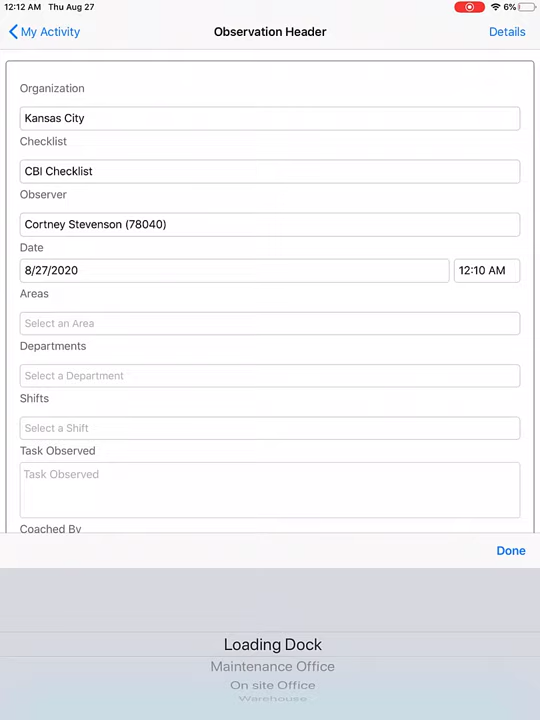 12:12 AM Thu Aug 27
6%
My Activity
Observation Header
Details
Organization
Kansas City
Checklist
CBI Checklist
Observer
Cortney Stevenson (78040)
Date
8/27/2020
12:10 AM
Areas
Select an Area
Departments
Select a Department
Shifts
Select a Shift
Task Observed
Task Observed
Coached By
Done
Loading Dock
Maintenance Office
On site Office
Warehouse